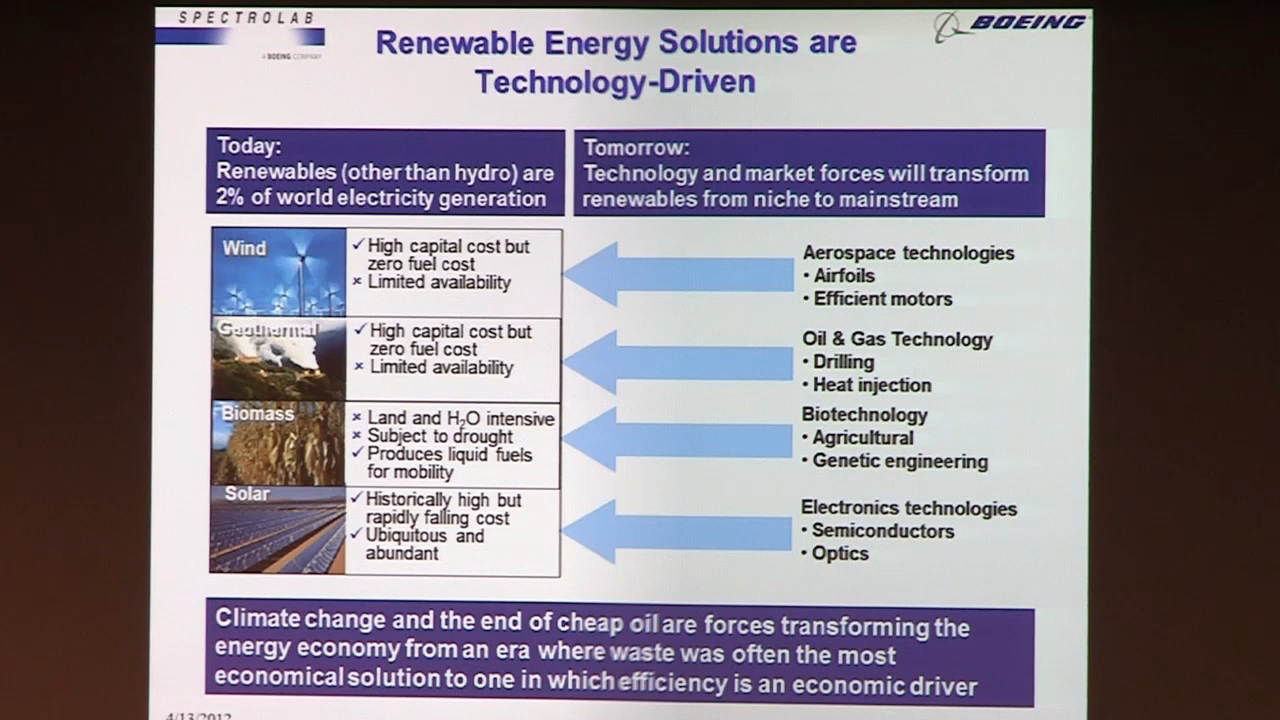 SPECTROLAB
A BOEING COMPANY
BOEING
Renewable Energy Solutions are
Technology-Driven
Today:
Renewables (other than hydro) are
2% of world electricity generation
Tomorrow:
Technology and market forces will transform
renewables from niche to mainstream
Wind
✓ High capital cost but
zero fuel cost
× Limited availability
Aerospace technologies
• Airfoils
• Efficient motors
Geothermal
✓ High capital cost but
zero fuel cost
× Limited availability
Oil & Gas Technology
• Drilling
• Heat injection
Biomass
× Land and H₂O intensive
× Subject to drought
✓ Produces liquid fuels
for mobility
Biotechnology
• Agricultural
• Genetic engineering
Solar
✓ Historically high but
rapidly falling cost
✓ Ubiquitous and
abundant
Electronics technologies
• Semiconductors
• Optics
Climate change and the end of cheap oil are forces transforming the
energy economy from an era where waste was often the most
economical solution to one in which efficiency is an economic driver
4/13/2012